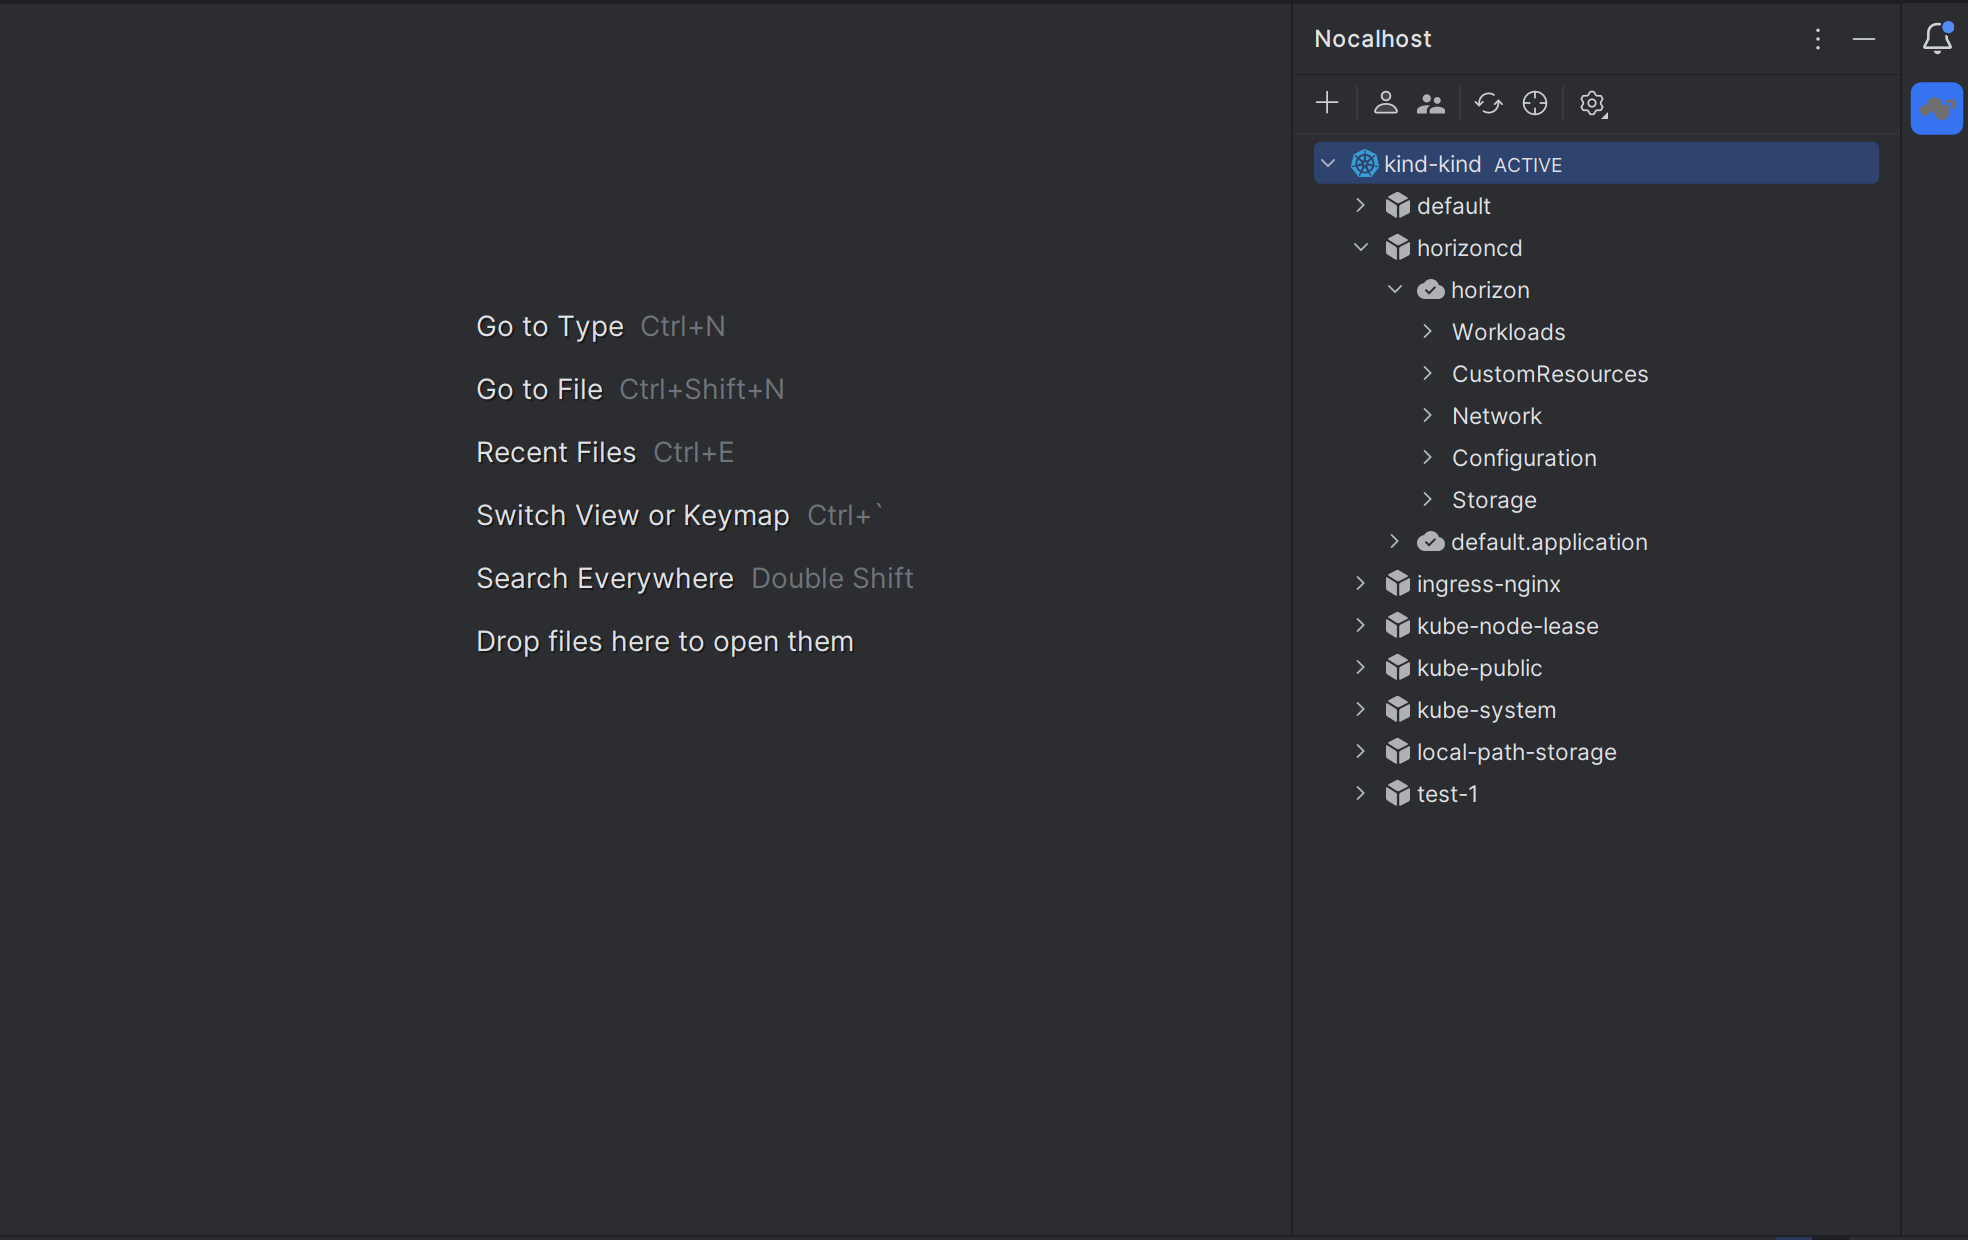 Nocalhost
kind-kind ACTIVE
default
horizoncd
horizon
Workloads
CustomResources
Network
Configuration
Storage
default.application
ingress-nginx
kube-node-lease
kube-public
kube-system
local-path-storage
test-1
Go to Type Ctrl+N
Go to File Ctrl+Shift+N
Recent Files Ctrl+E
Switch View or Keymap Ctrl+`
Search Everywhere Double Shift
Drop files here to open them